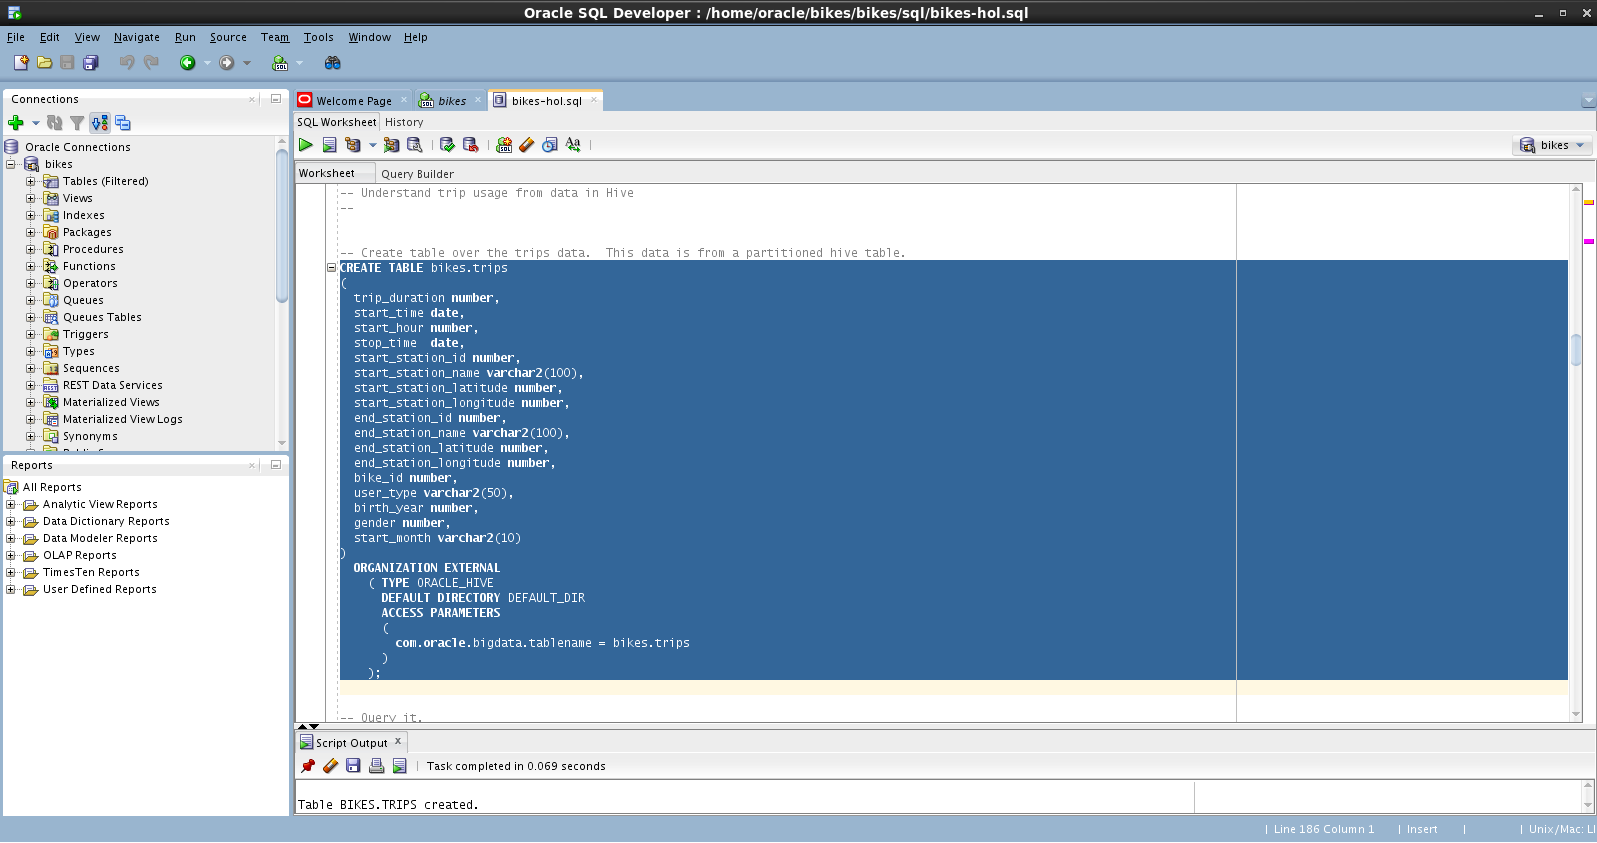 Oracle SQL Developer : /home/oracle/bikes/bikes/sql/bikes-hol.sql
File Edit View Navigate Run Source Team Tools Window Help
Connections
Oracle Connections
bikes
Tables (Filtered)
Views
Indexes
Packages
Procedures
Functions
Operators
Queues
Queues Tables
Triggers
Types
Sequences
REST Data Services
Materialized Views
Materialized View Logs
Synonyms
Reports
All Reports
Analytic View Reports
Data Dictionary Reports
Data Modeler Reports
OLAP Reports
TimesTen Reports
User Defined Reports
Welcome Page bikes bikes-hol.sql
SQL Worksheet History
bikes
Worksheet Query Builder
-- Understand trip usage from data in Hive
--
-- Create table over the trips data.  This data is from a partitioned hive table.
CREATE TABLE bikes.trips
(
trip_duration number,
start_time date,
start_hour number,
stop_time  date,
start_station_id number,
start_station_name varchar2(100),
start_station_latitude number,
start_station_longitude number,
end_station_id number,
end_station_name varchar2(100),
end_station_latitude number,
end_station_longitude number,
bike_id number,
user_type varchar2(50),
birth_year number,
gender number,
start_month varchar2(10)
)
ORGANIZATION EXTERNAL
( TYPE ORACLE_HIVE
DEFAULT DIRECTORY DEFAULT_DIR
ACCESS PARAMETERS
(
com.oracle.bigdata.tablename = bikes.trips
)
);
-- Query it.
Script Output
Task completed in 0.069 seconds
Table BIKES.TRIPS created.
Line 186 Column 1 Insert Unix/Mac: LI